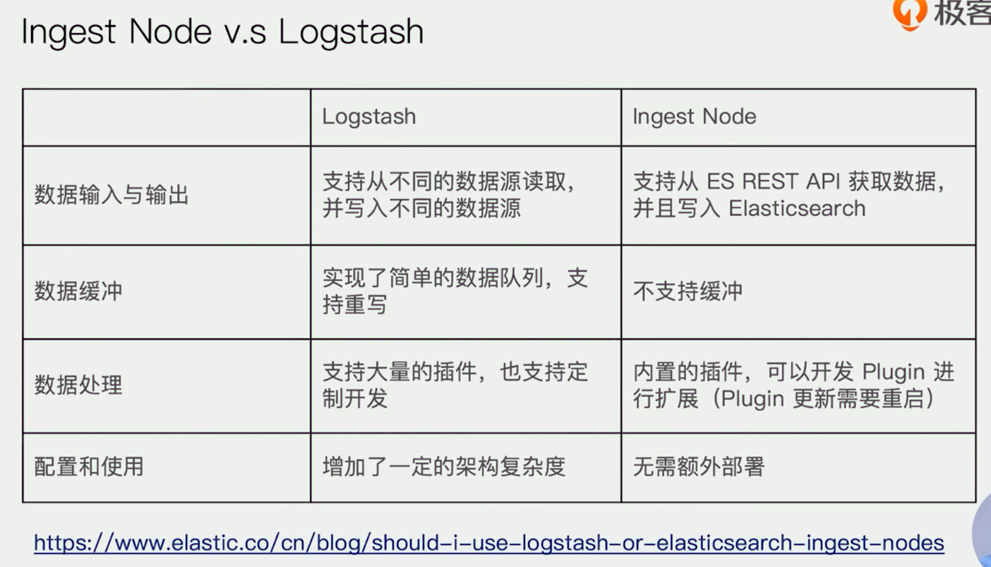 Ingest Node v.s Logstash
极客
Logstash
Ingest Node
数据输入与输出
支持从不同的数据源读取，
并写入不同的数据源
支持从 ES REST API 获取数据，
并且写入 Elasticsearch
数据缓冲
实现了简单的数据队列，支
持重写
不支持缓冲
数据处理
支持大量的插件，也支持定
制开发
内置的插件，可以开发 Plugin 进
行扩展（Plugin 更新需要重启）
配置和使用
增加了一定的架构复杂度
无需额外部署
https://www.elastic.co/cn/blog/should-i-use-logstash-or-elasticsearch-ingest-nodes